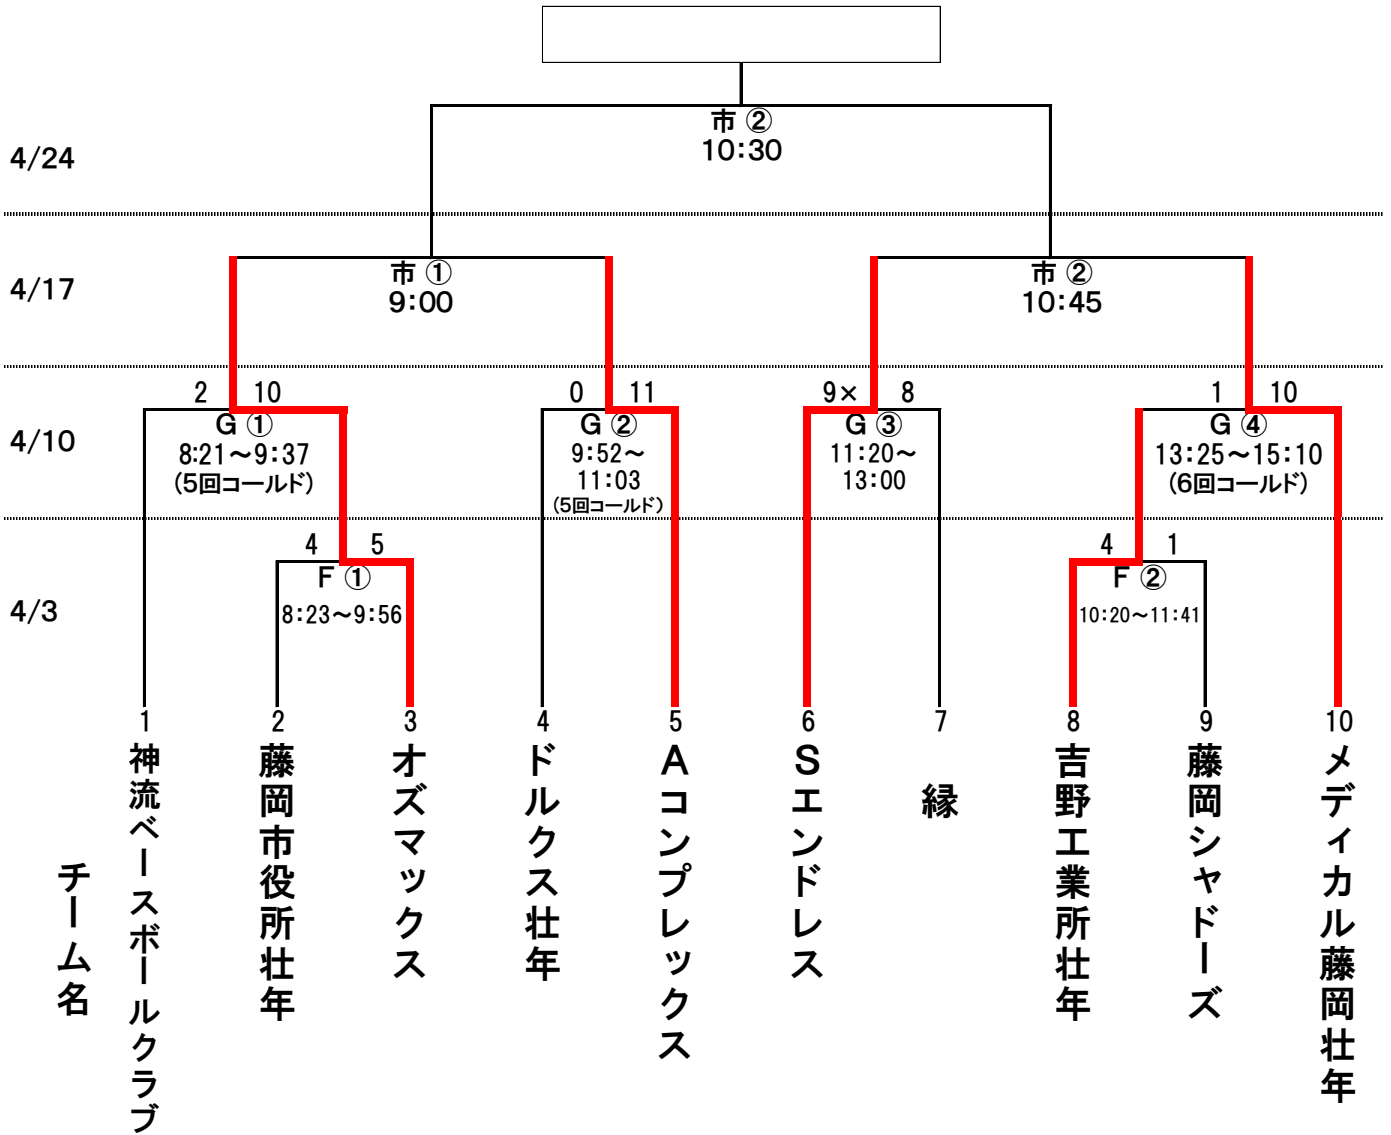 市 ②
10:30
4/24
4/17
市 ①
9:00
市 ②
10:45
4/10
2 10
G ①
8:21～9:37
(5回コールド)
0 11
G ②
9:52～
11:03
(5回コールド)
9× 8
G ③
11:20～
13:00
1 10
G ④
13:25～15:10
(6回コールド)
4/3
4 5
F ①
8:23～9:56
4 1
F ②
10:20～11:41
1 2 3 4 5 6 7 8 9 10
チーム名
神流ベースボールクラブ
藤岡市役所壮年
オズマックス
ドルクス壮年
Aコンプレックス
Sエンドレス
縁
吉野工業所壮年
藤岡シャドーズ
メディカル藤岡壮年